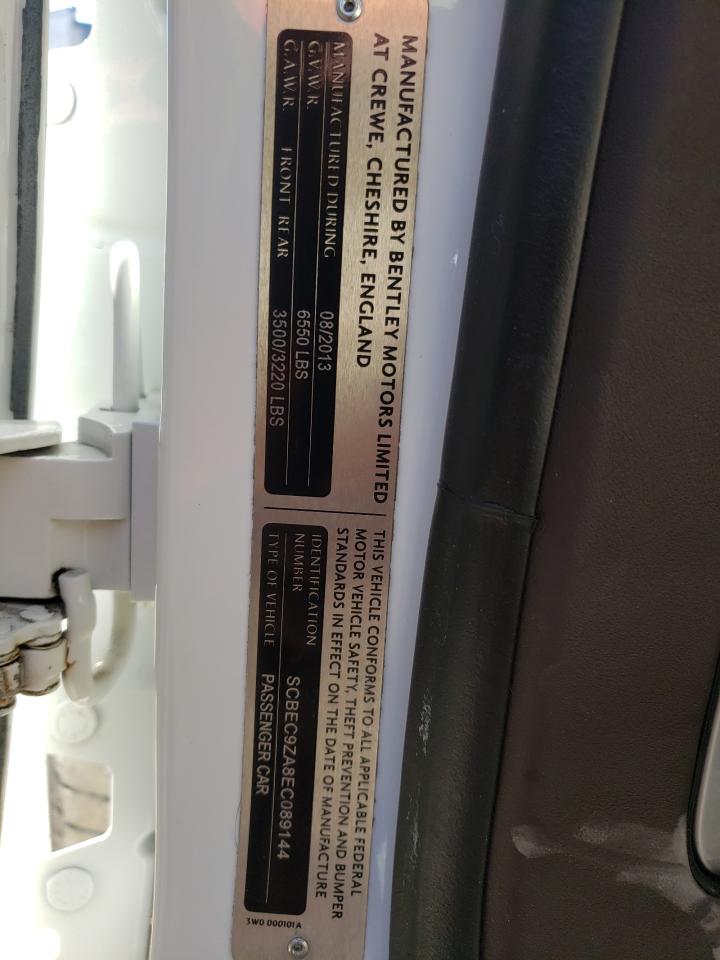 MANUFACTURED BY BENTLEY MOTORS LIMITED
AT CREWE, CHESHIRE, ENGLAND
MANUFACTURED DURING 08/2013
G.V.W.R. 6550 LBS
G.A.W.R. FRONT REAR 3500/3220 LBS
THIS VEHICLE CONFORMS TO ALL APPLICABLE FEDERAL
MOTOR VEHICLE SAFETY, THEFT PREVENTION AND BUMPER
STANDARDS IN EFFECT ON THE DATE OF MANUFACTURE
IDENTIFICATION
NUMBER SCBEC9ZA8EC089144
TYPE OF VEHICLE PASSENGER CAR
3W0 000101A